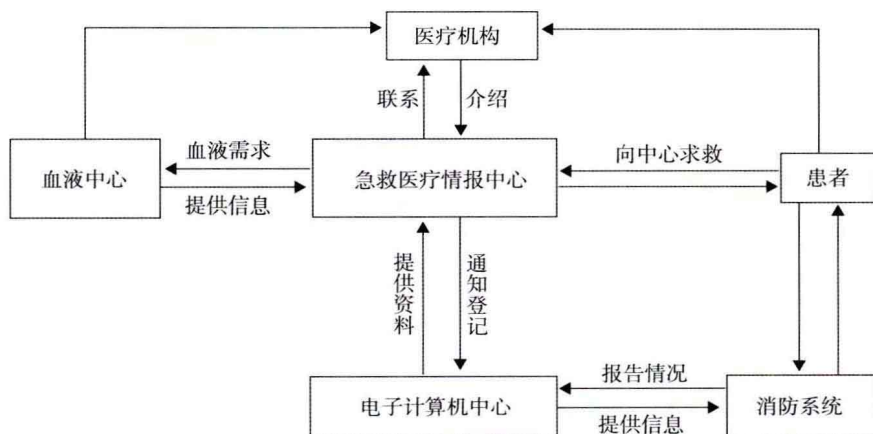 医疗机构
联系
介绍
血液需求
向中心求救
血液中心
急救医疗情报中心
患者
提供信息
提供资料
通知登记
报告情况
电子计算机中心
消防系统
提供信息